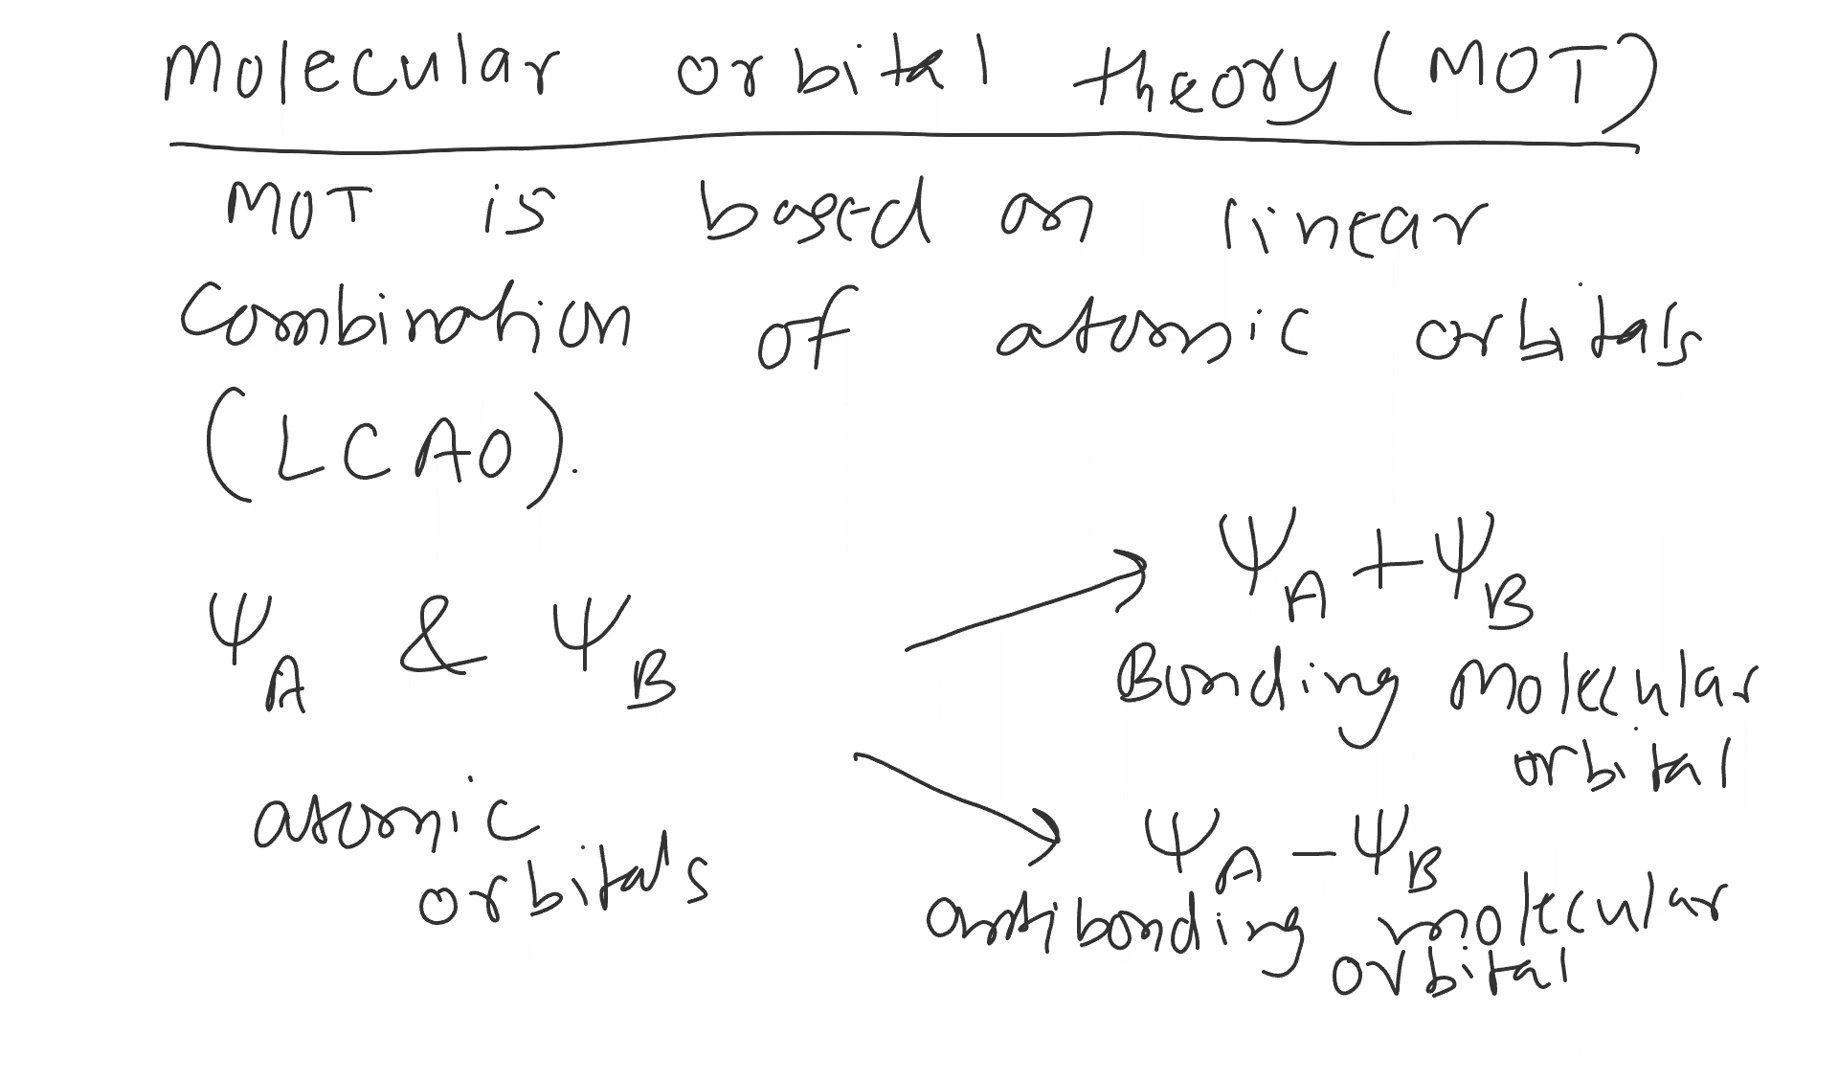 Molecular orbital theory (MOT)
MOT is based on linear
combination of atomic orbitals
(LCAO).
ΨA + ΨB
ΨA & ΨB
Bonding molecular
orbital
atomic
orbitals
ΨA - ΨB
antibonding molecular
orbital